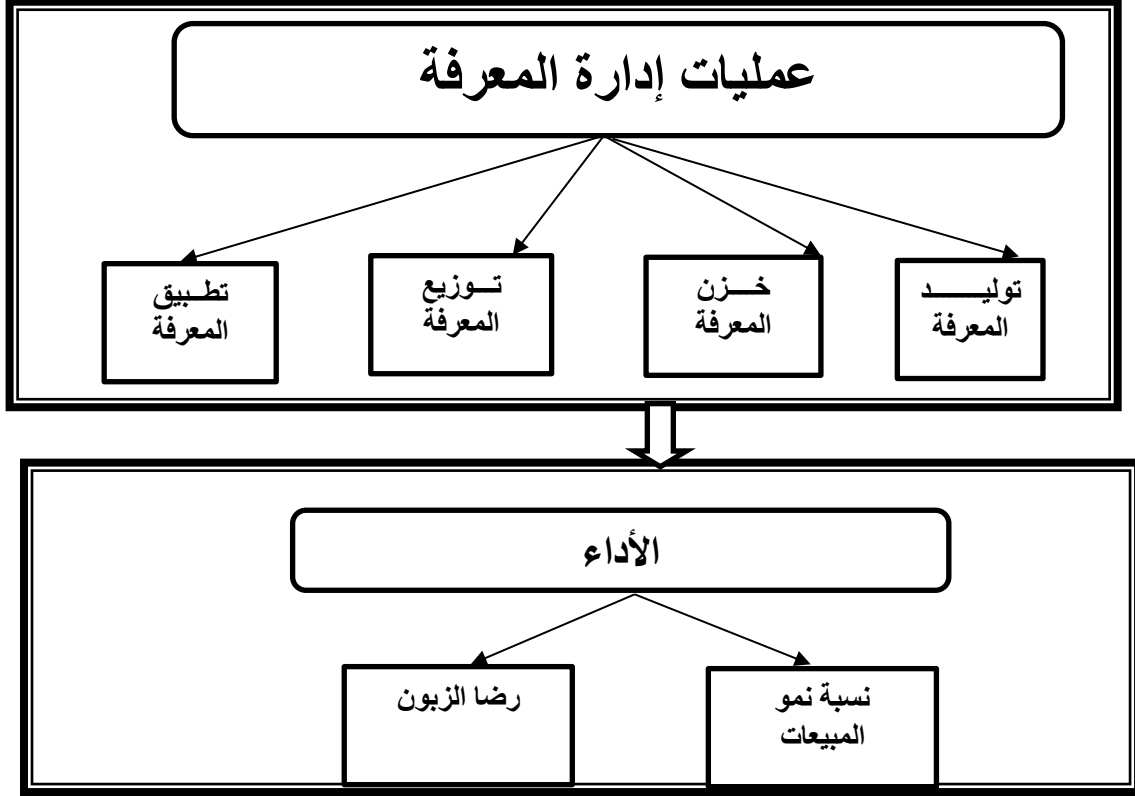 عمليات إدارة المعرفة
توليد
المعرفة
خزن
المعرفة
توزيع
المعرفة
تطبيق
المعرفة
الأداء
نسبة نمو
المبيعات
رضا الزبون